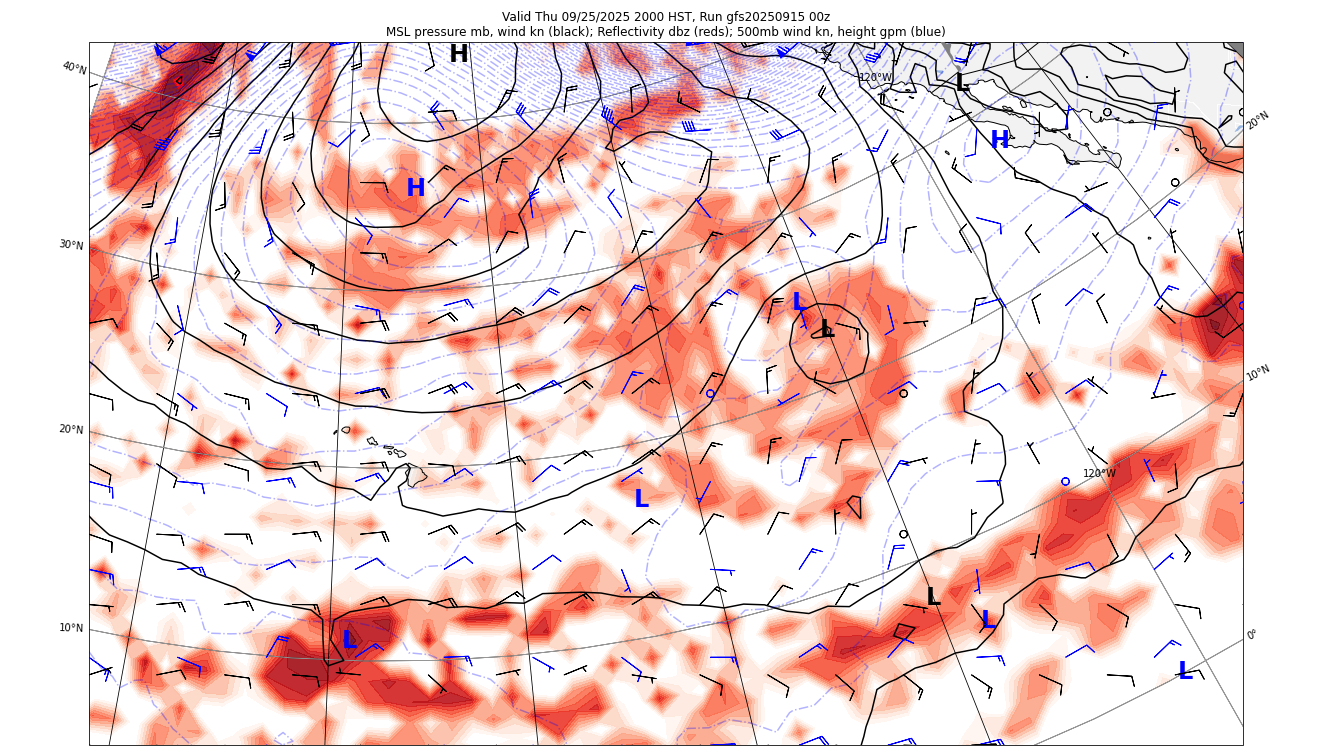 Valid Thu 09/25/2025 2000 HST, Run gfs20250915 00z
MSL pressure mb, wind kn (black); Reflectivity dbz (reds); 500mb wind kn, height gpm (blue)
H
40°N
120°W
L
20°N
H
H
30°N
L
L
10°N
20°N
120°W
L
L
10°N
L
L
0°
L